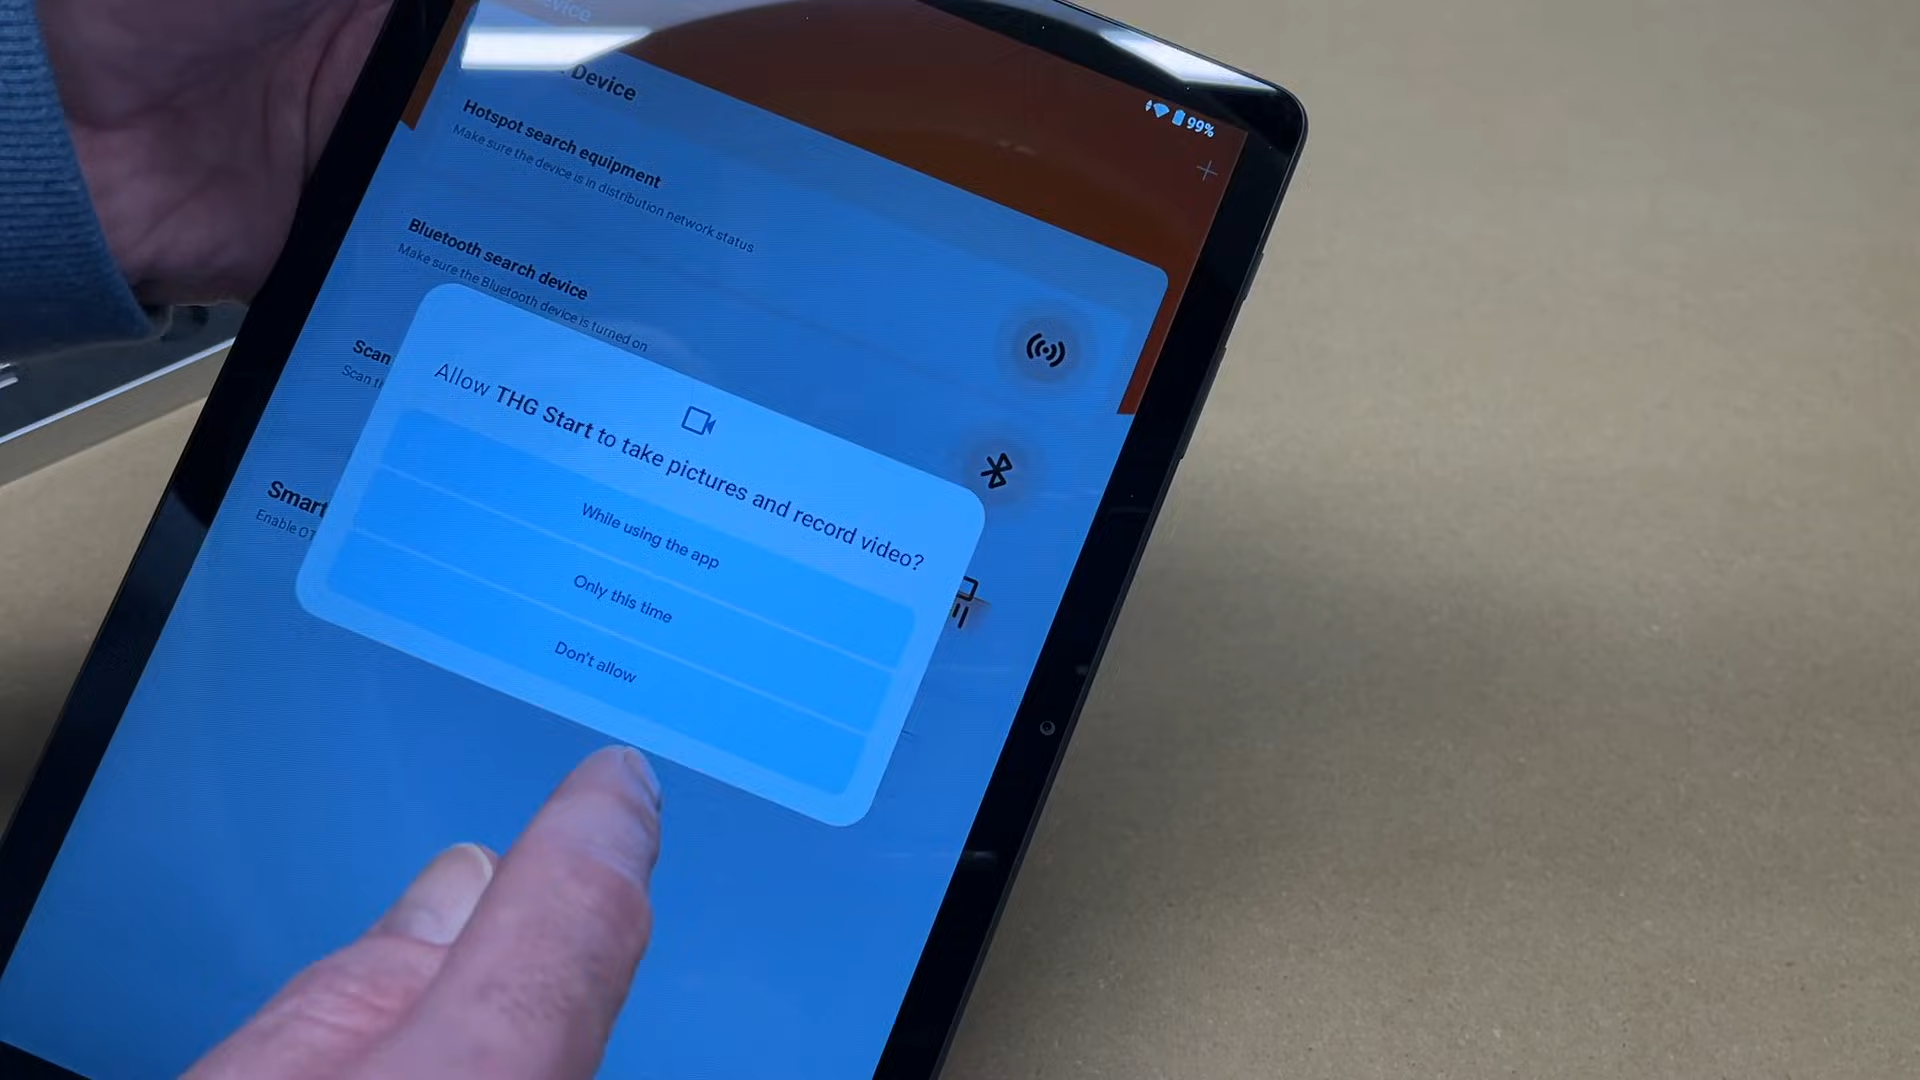 Device
99%
Device
Hotspot search equipment
Make sure the device is in distribution network status
Bluetooth search device
Make sure the Bluetooth device is turned on
Scan
Scan
Smart
Enable
Allow THG Start to take pictures and record video?
While using the app
Only this time
Don't allow